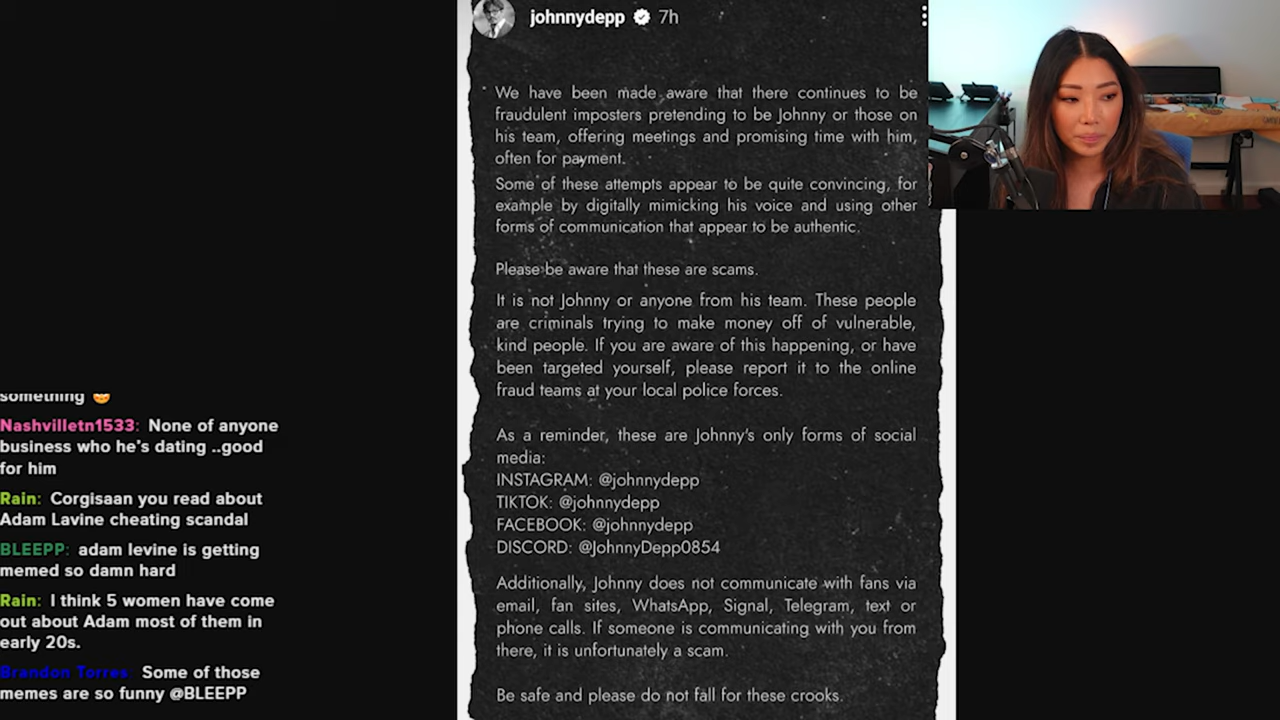 something
Nashvilletn1533: None of anyone
business who he's dating ..good
for him
Rain: Corgisaan you read about
Adam Lavine cheating scandal
BLEEPP: adam levine is getting
memed so damn hard
Rain: I think 5 women have come
out about Adam most of them in
early 20s.
Brandon Torres: Some of those
memes are so funny @BLEEPP
johnnydepp 7h
We have been made aware that there continues to be
fraudulent imposters pretending to be Johnny or those on
his team, offering meetings and promising time with him,
often for payment.
Some of these attempts appear to be quite convincing, for
example by digitally mimicking his voice and using other
forms of communication that appear to be authentic.
Please be aware that these are scams.
It is not Johnny or anyone from his team. These people
are criminals trying to make money off of vulnerable,
kind people. If you are aware of this happening, or have
been targeted yourself, please report it to the online
fraud teams at your local police forces.
As a reminder, these are Johnny's only forms of social
media:
INSTAGRAM: @johnnydepp
TIKTOK: @johnnydepp
FACEBOOK: @johnnydepp
DISCORD: @JohnnyDepp0854
Additionally, Johnny does not communicate with fans via
email, fan sites, WhatsApp, Signal, Telegram, text or
phone calls. If someone is communicating with you from
there, it is unfortunately a scam.
Be safe and please do not fall for these crooks.